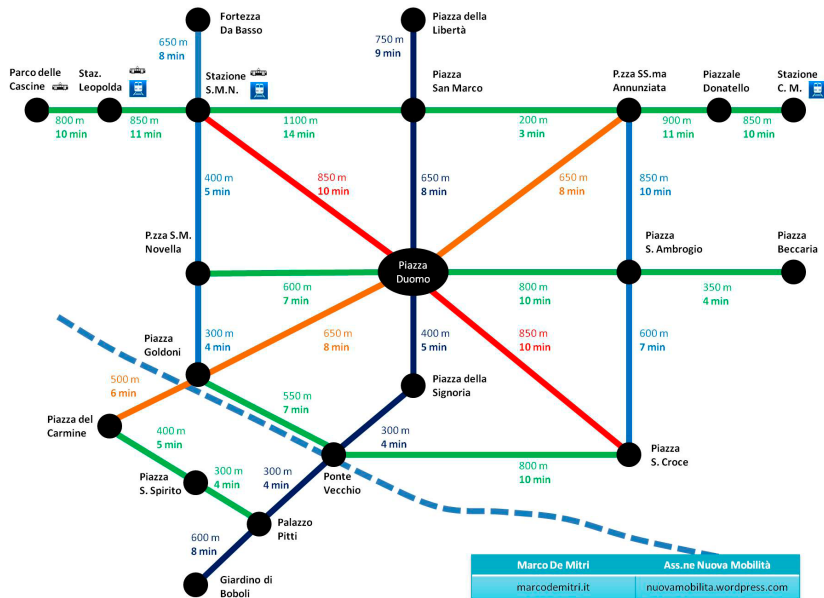 Fortezza
Da Basso
Piazza della
Libertà
650 m
8 min
750 m
9 min
Parco delle
Cascine
Staz.
Leopolda
Stazione
S.M.N.
Piazza
San Marco
P.zza SS.ma
Annunziata
Piazzale
Donatello
Stazione
C. M.
800 m
10 min
850 m
11 min
1100 m
14 min
200 m
3 min
900 m
11 min
850 m
10 min
400 m
5 min
850 m
10 min
650 m
8 min
650 m
8 min
850 m
10 min
P.zza S.M.
Novella
Piazza
Duomo
Piazza
S. Ambrogio
Piazza
Beccaria
600 m
7 min
800 m
10 min
350 m
4 min
Piazza
Goldoni
300 m
4 min
650 m
8 min
400 m
5 min
850 m
10 min
600 m
7 min
500 m
6 min
550 m
7 min
Piazza della
Signoria
Piazza del
Carmine
400 m
5 min
300 m
4 min
Piazza
S. Croce
Piazza
S. Spirito
300 m
4 min
300 m
4 min
Ponte
Vecchio
800 m
10 min
Palazzo
Pitti
600 m
8 min
Giardino di
Boboli
Marco De Mitri
Ass.ne Nuova Mobilità
marcodemitri.it
nuovamobilita.wordpress.com